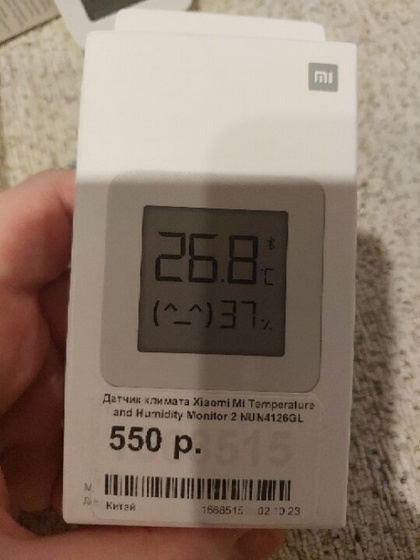 mi
26.8 °C
(^_^) 37%
Датчик климата Xiaomi Mi Temperature
and Humidity Monitor 2 NUN4126GL
550 р.
8515
Китай 1668515 02.10.23